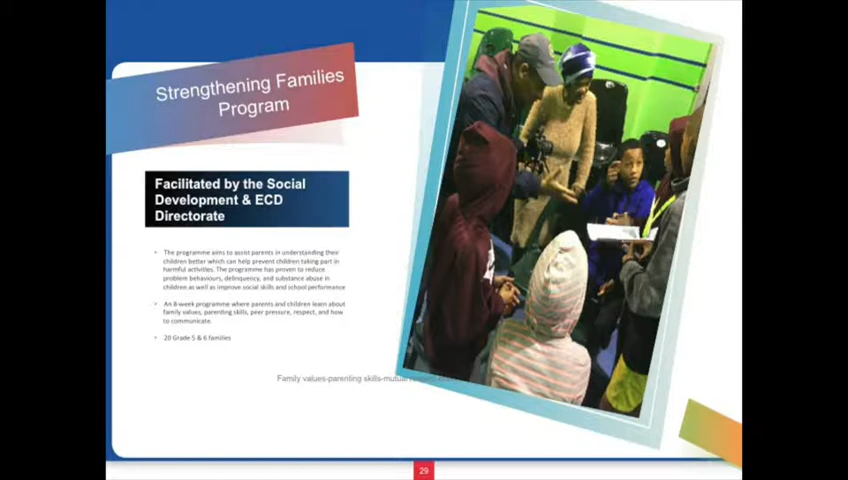 Strengthening Families
Program
Facilitated by the Social
Development & ECD
Directorate
• The programme aims to assist parents in understanding their
children better which can help prevent children taking part in
harmful activities. The programme has proven to reduce
problem behaviours, delinquency, and substance abuse in
children as well as improve social skills and school performance
• An 8-week programme where parents and children learn about
family values, parenting skills, peer pressure, respect, and how
to communicate.
• 20 Grade 5 & 6 families
Family values-parenting skills-mutual
29